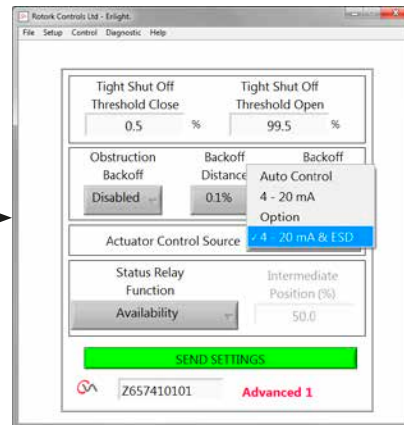 Rotork Controls Ltd - Enlight.
File Setup Control Diagnostic Help
Tight Shut Off Tight Shut Off
Threshold Close Threshold Open
0.5 % 99.5 %
Obstruction Backoff Backoff
Backoff Distance
Disabled 0.1%
Auto Control
4 - 20 mA
Option
✓ 4 - 20 mA & ESD
Actuator Control Source
Status Relay Intermediate
Function Position (%)
Availability 50.0
SEND SETTINGS
Z657410101 Advanced 1